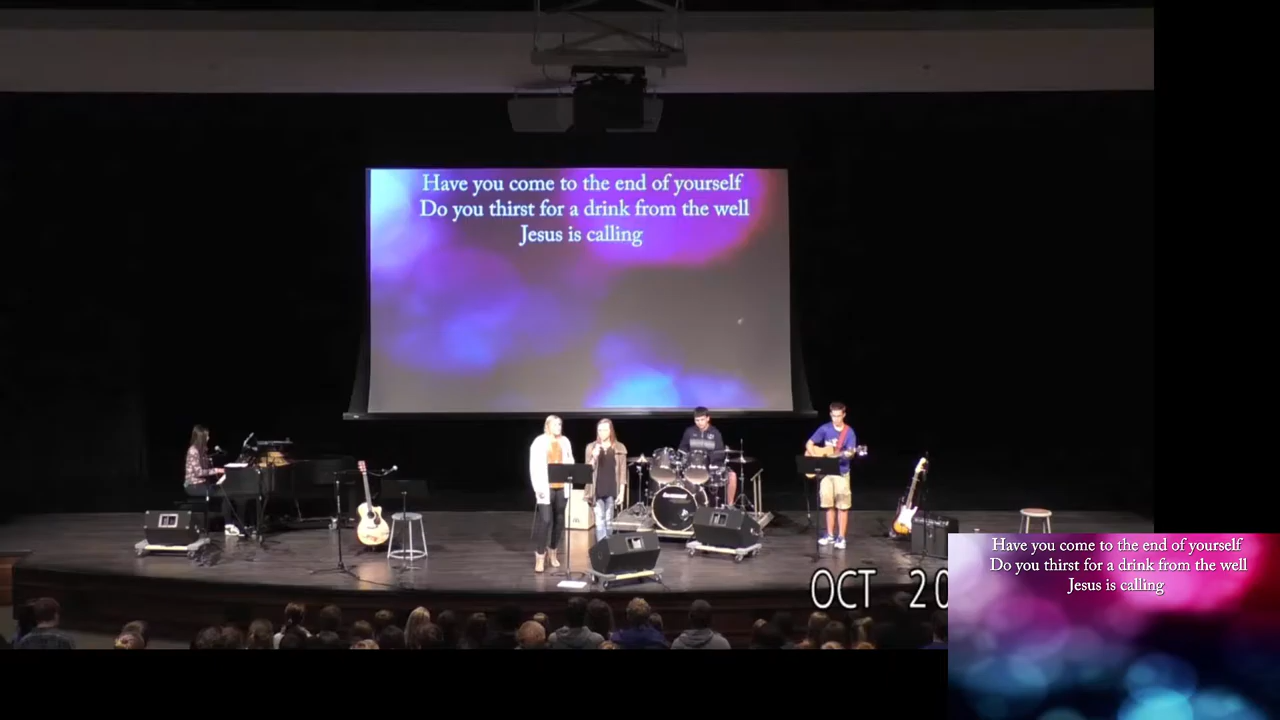 Have you come to the end of yourself
Do you thirst for a drink from the well
Jesus is calling
OCT 20
Have you come to the end of yourself
Do you thirst for a drink from the well
Jesus is calling